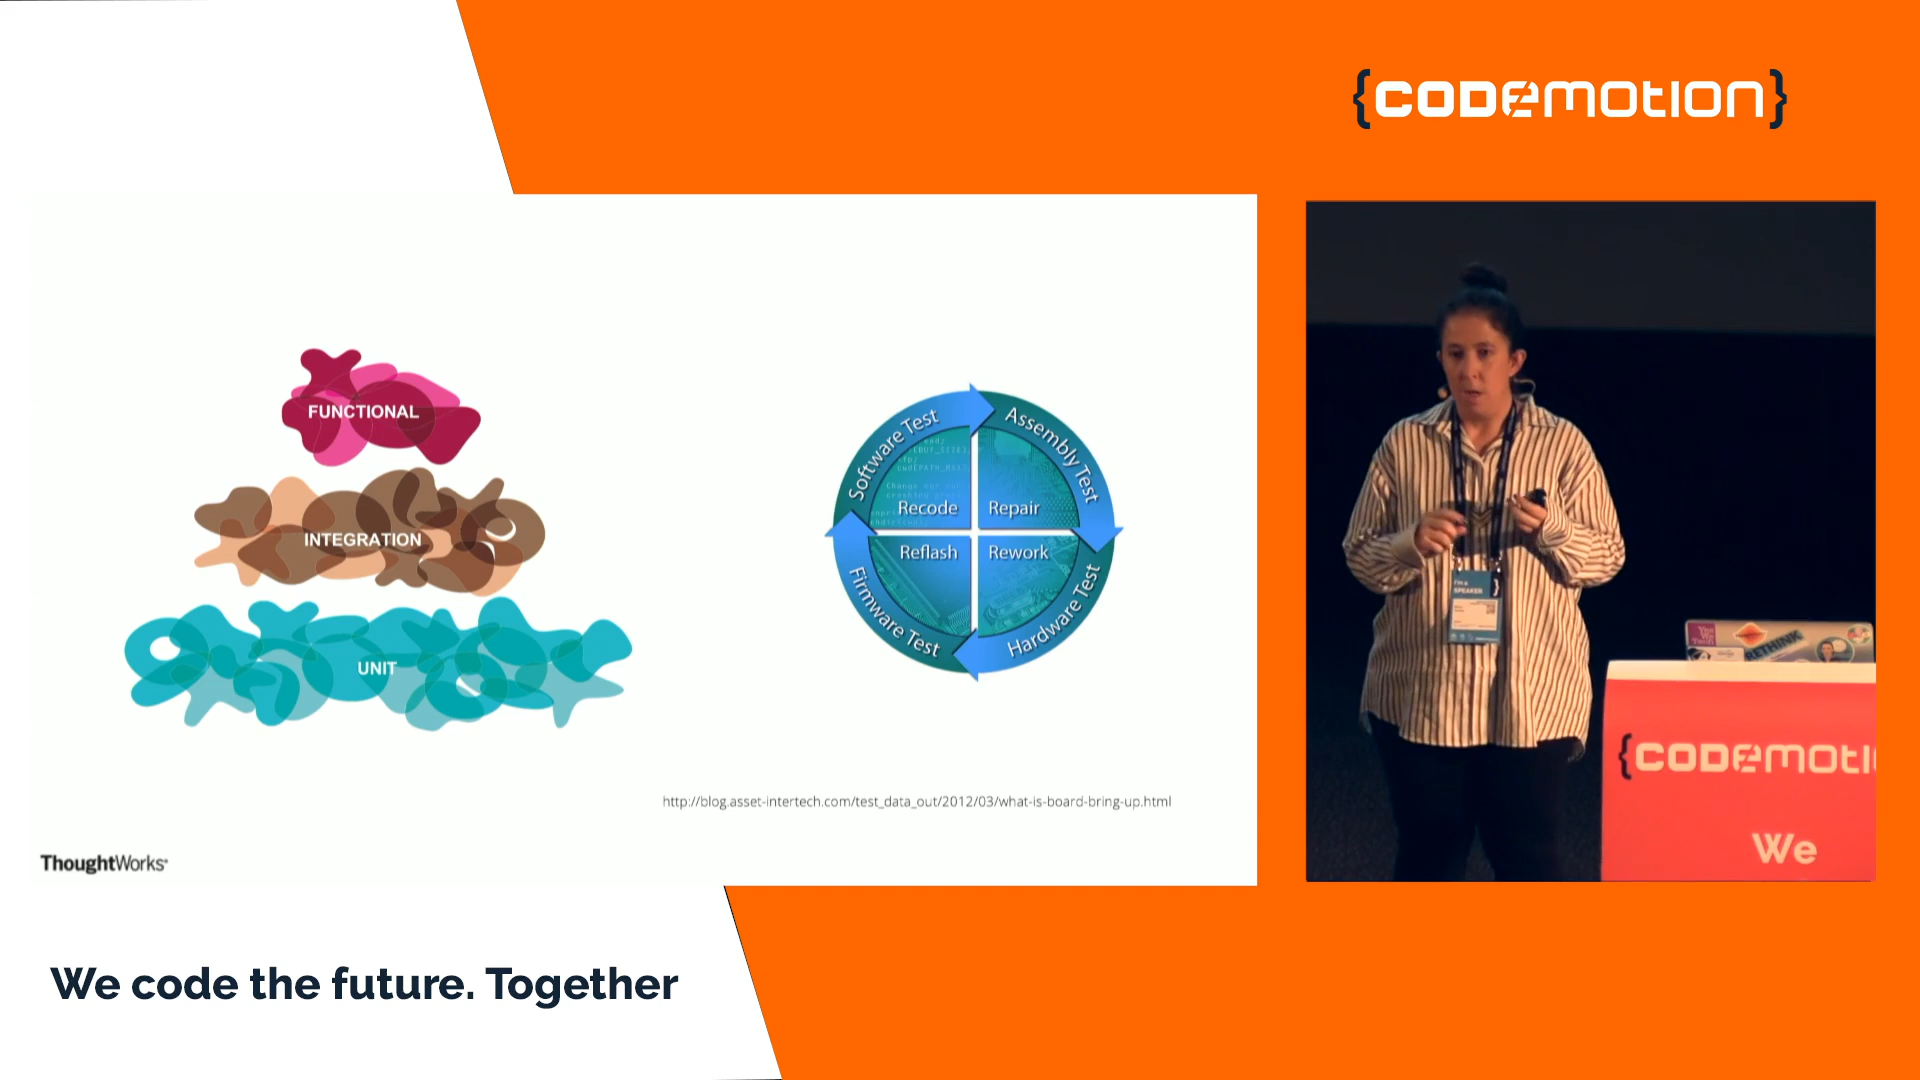 {CODEMOTION}
FUNCTIONAL
INTEGRATION
UNIT
Software Test
Assembly Test
Hardware Test
Firmware Test
Recode
Repair
Reflash
Rework
http://blog.asset-intertech.com/test_data_out/2012/03/what-is-board-bring-up.html
ThoughtWorks
I'M A
SPEAKER
RETHINK
{CODEMOTI
We
We code the future. Together